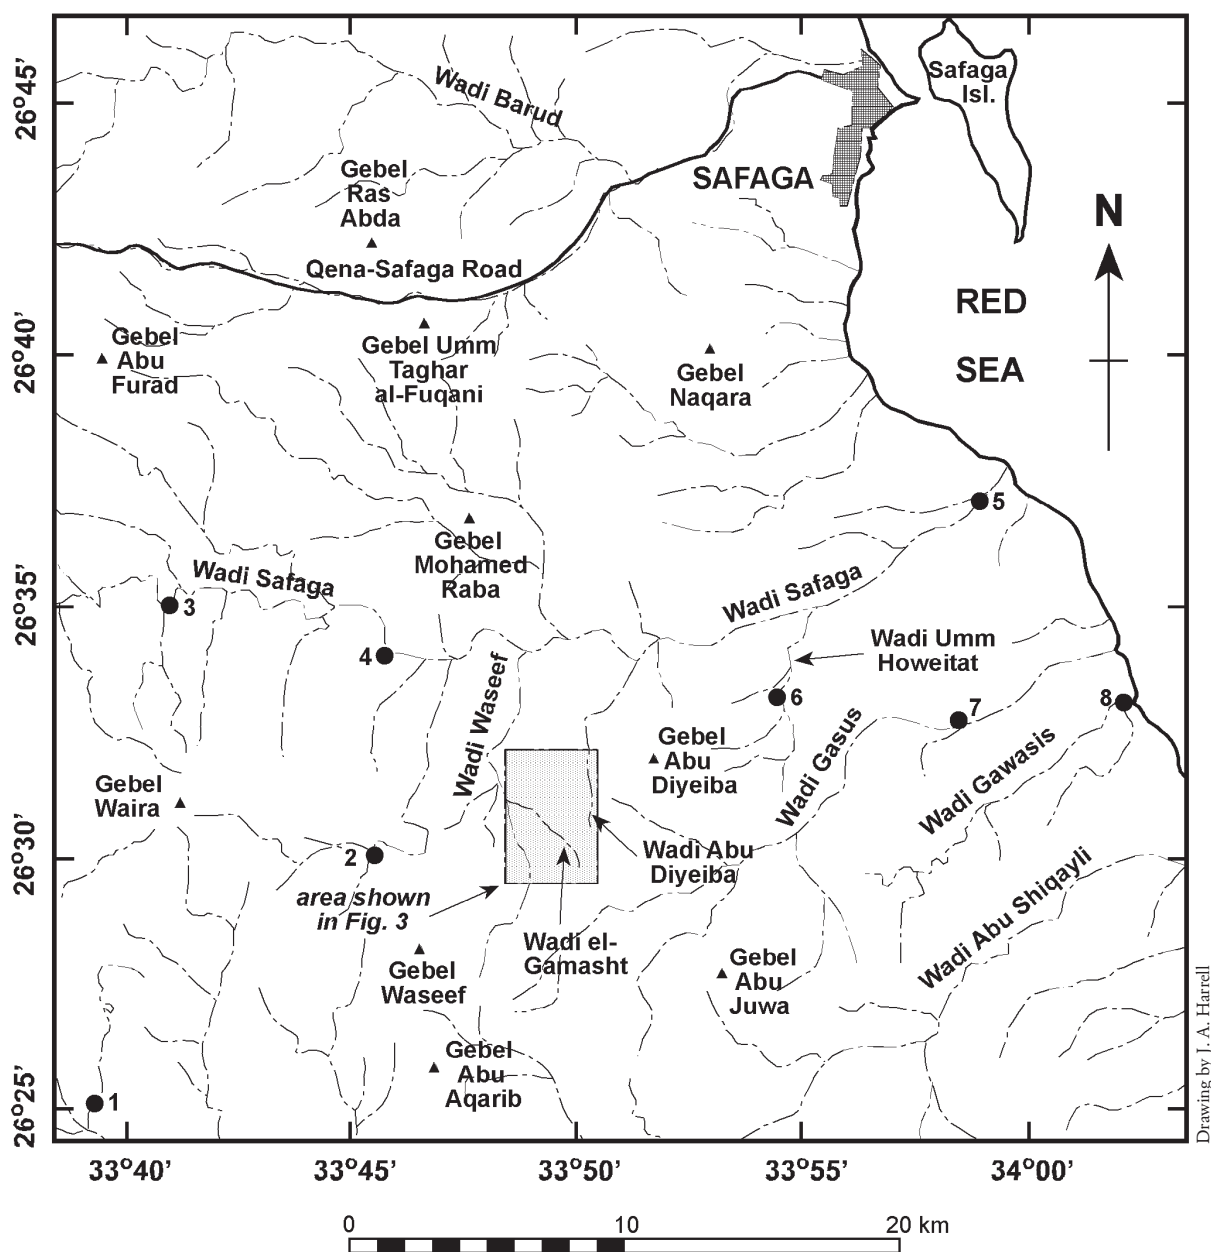 26°45'
26°40'
26°35'
26°30'
26°25'
Safaga
Isl.
Wadi Barud
SAFAGA
Gebel
Ras
Abda
N
Qena-Safaga Road
RED
SEA
Gebel
Abu
Furad
Gebel Umm
Taghar
al-Fuqani
Gebel
Naqara
5
Gebel
Mohamed
Raba
Wadi Safaga
3
Wadi Safaga
4
Wadi Umm
Howeitat
Wadi Waseef
6
7
8
Gebel
Abu
Diyeiba
Wadi Gasus
Wadi Gawasis
Gebel
Waira
2
Wadi Abu
Diyeiba
area shown
in Fig. 3
Wadi Abu Shiqayli
Wadi el-
Gamasht
Gebel
Waseef
Gebel
Abu
Juwa
Gebel
Abu
Aqarib
1
Drawing by J. A. Harrell
33°40'
33°45'
33°50'
33°55'
34°00'
0
10
20 km